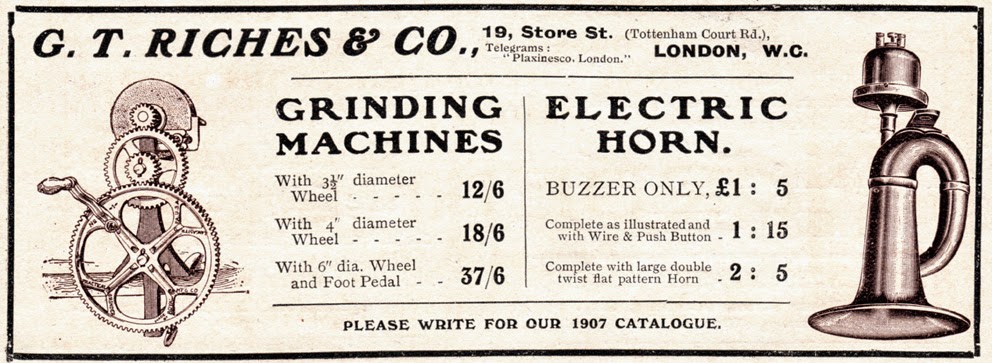 G. T. RICHES & CO., 19, Store St. (Tottenham Court Rd.),
Telegrams: LONDON, W.C.
"Plaxinesco. London."
GRINDING
MACHINES
With 3½" diameter
Wheel - - - - - 12/6
With 4" diameter
Wheel - - - - - 18/6
With 6" dia. Wheel
and Foot Pedal - - 37/6
ELECTRIC
HORN.
BUZZER ONLY, £1 : 5
Complete as illustrated and
with Wire & Push Button - 1 : 15
Complete with large double
twist flat pattern Horn - 2 : 5
PLEASE WRITE FOR OUR 1907 CATALOGUE.